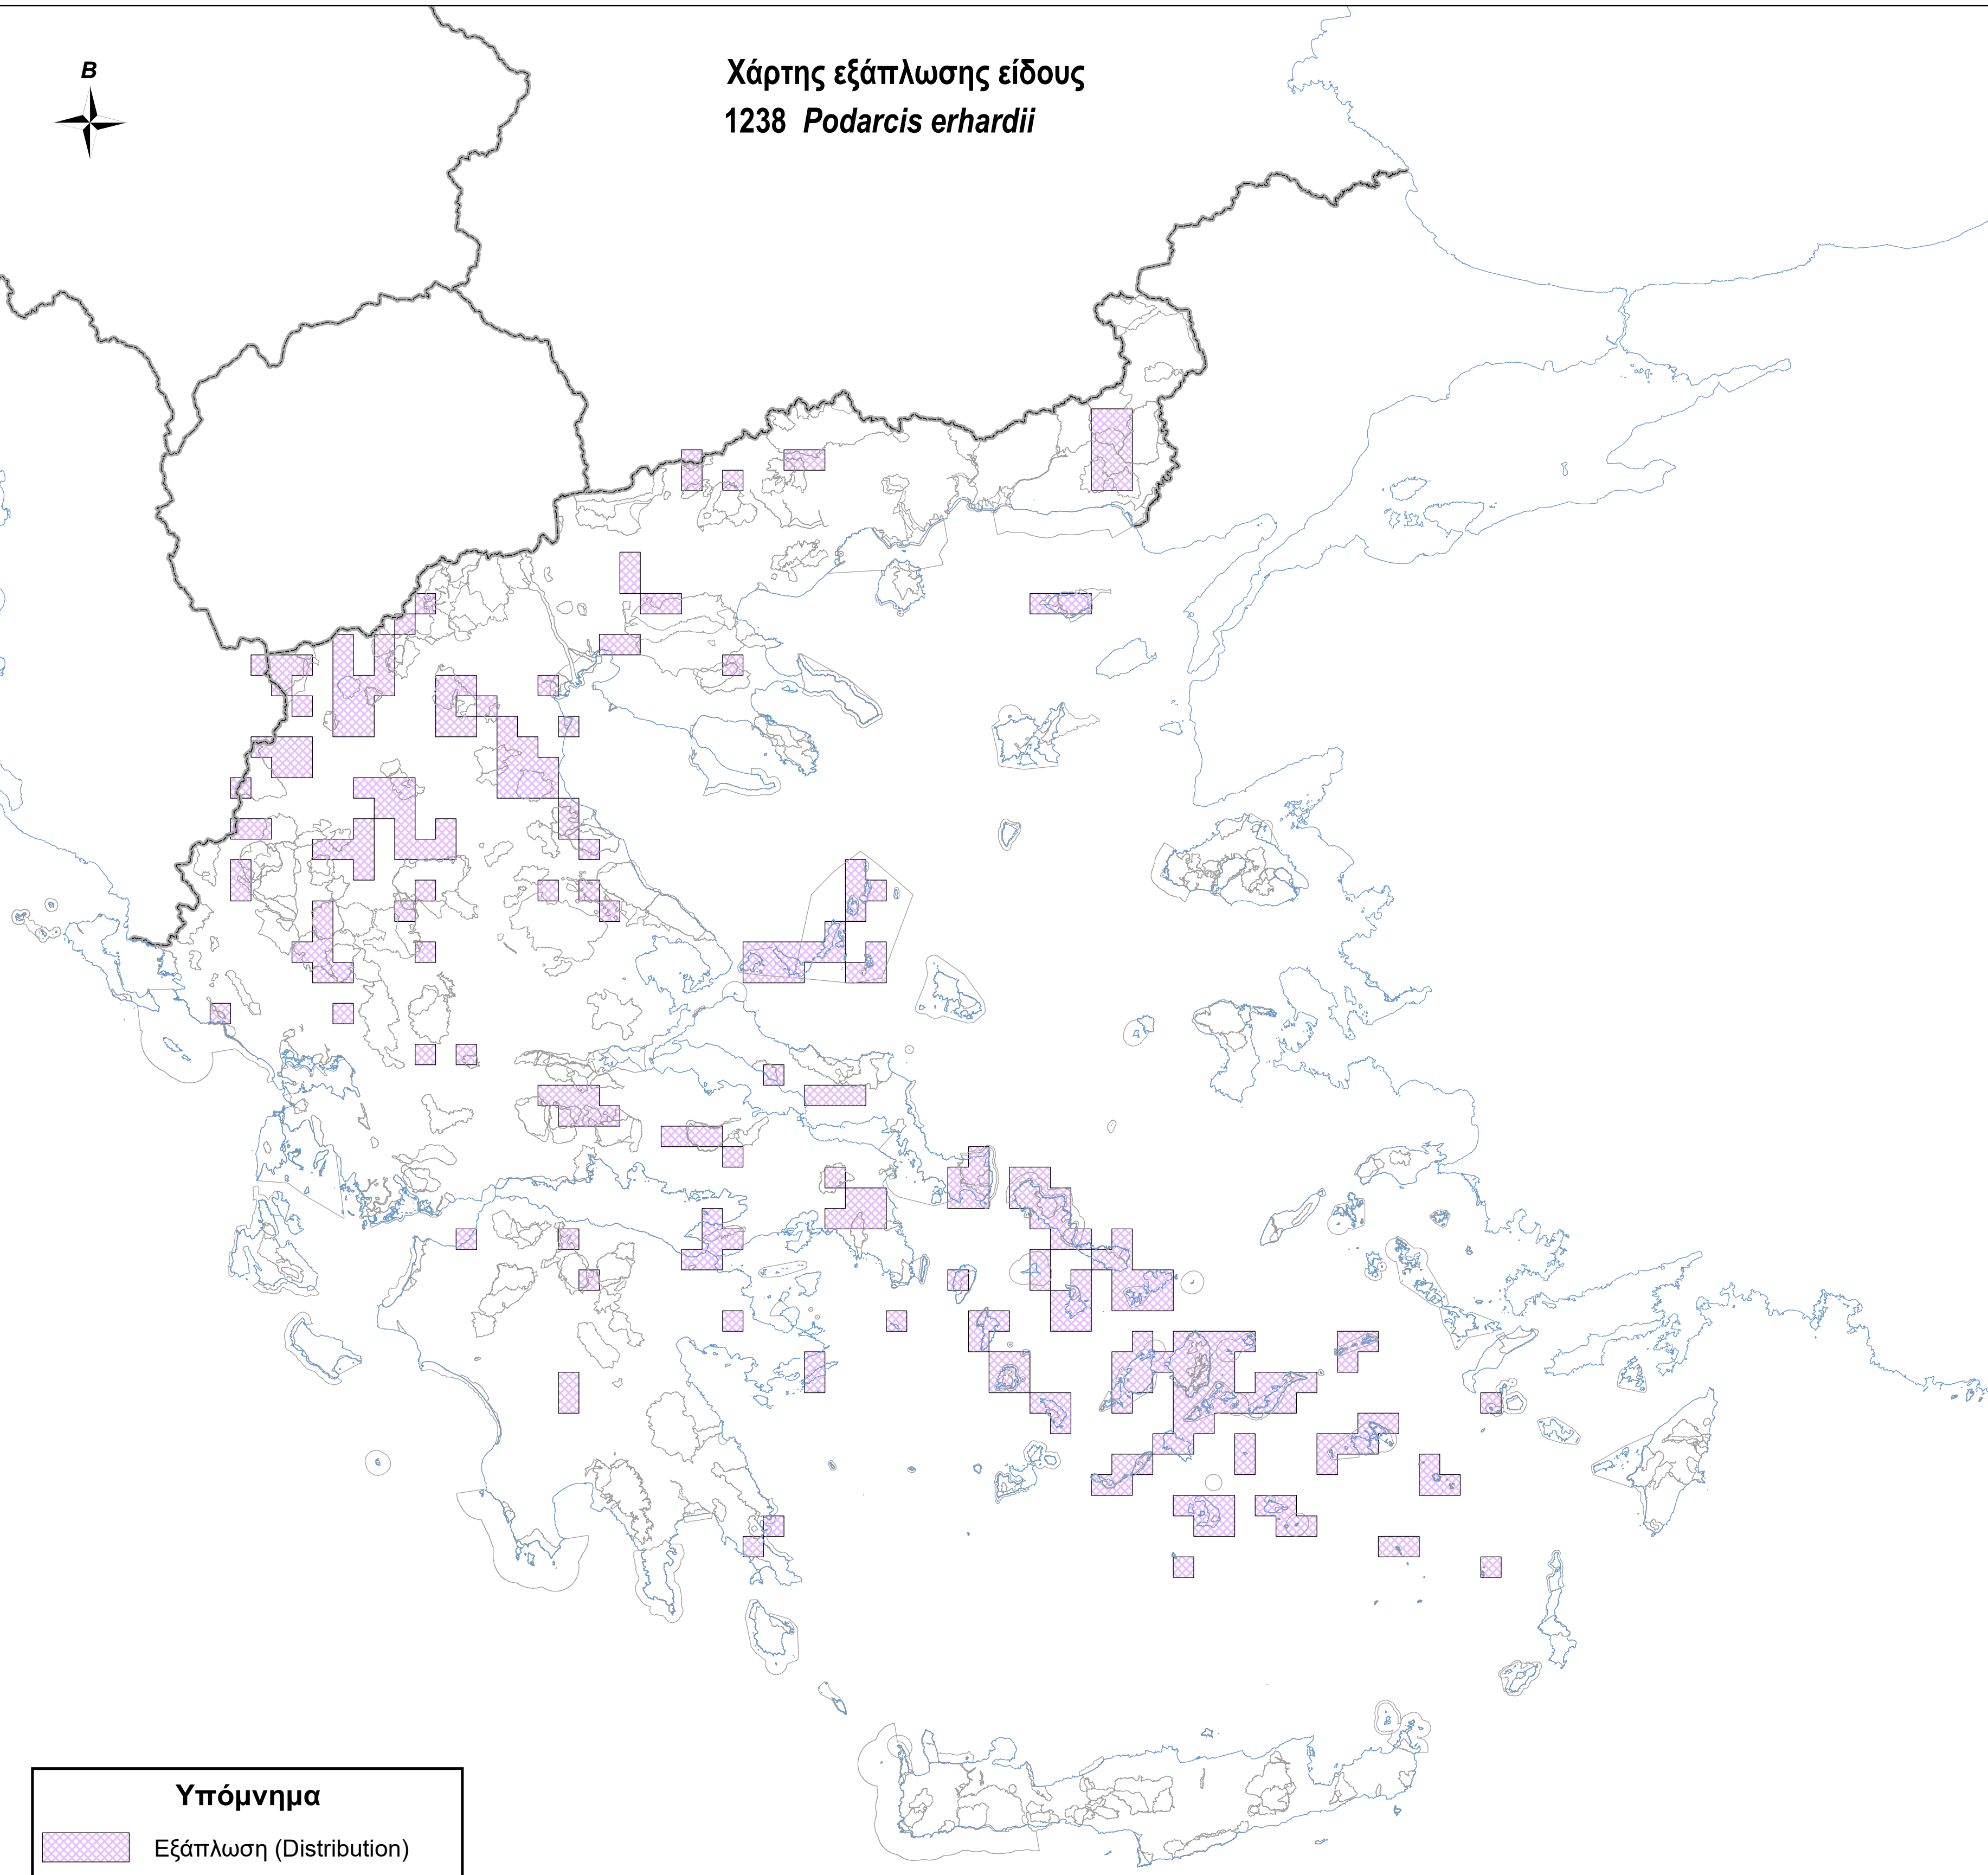 Χάρτης εξάπλωσης είδους
1238 Podarcis erhardii
Β
Υπόμνημα
Εξάπλωση (Distribution)